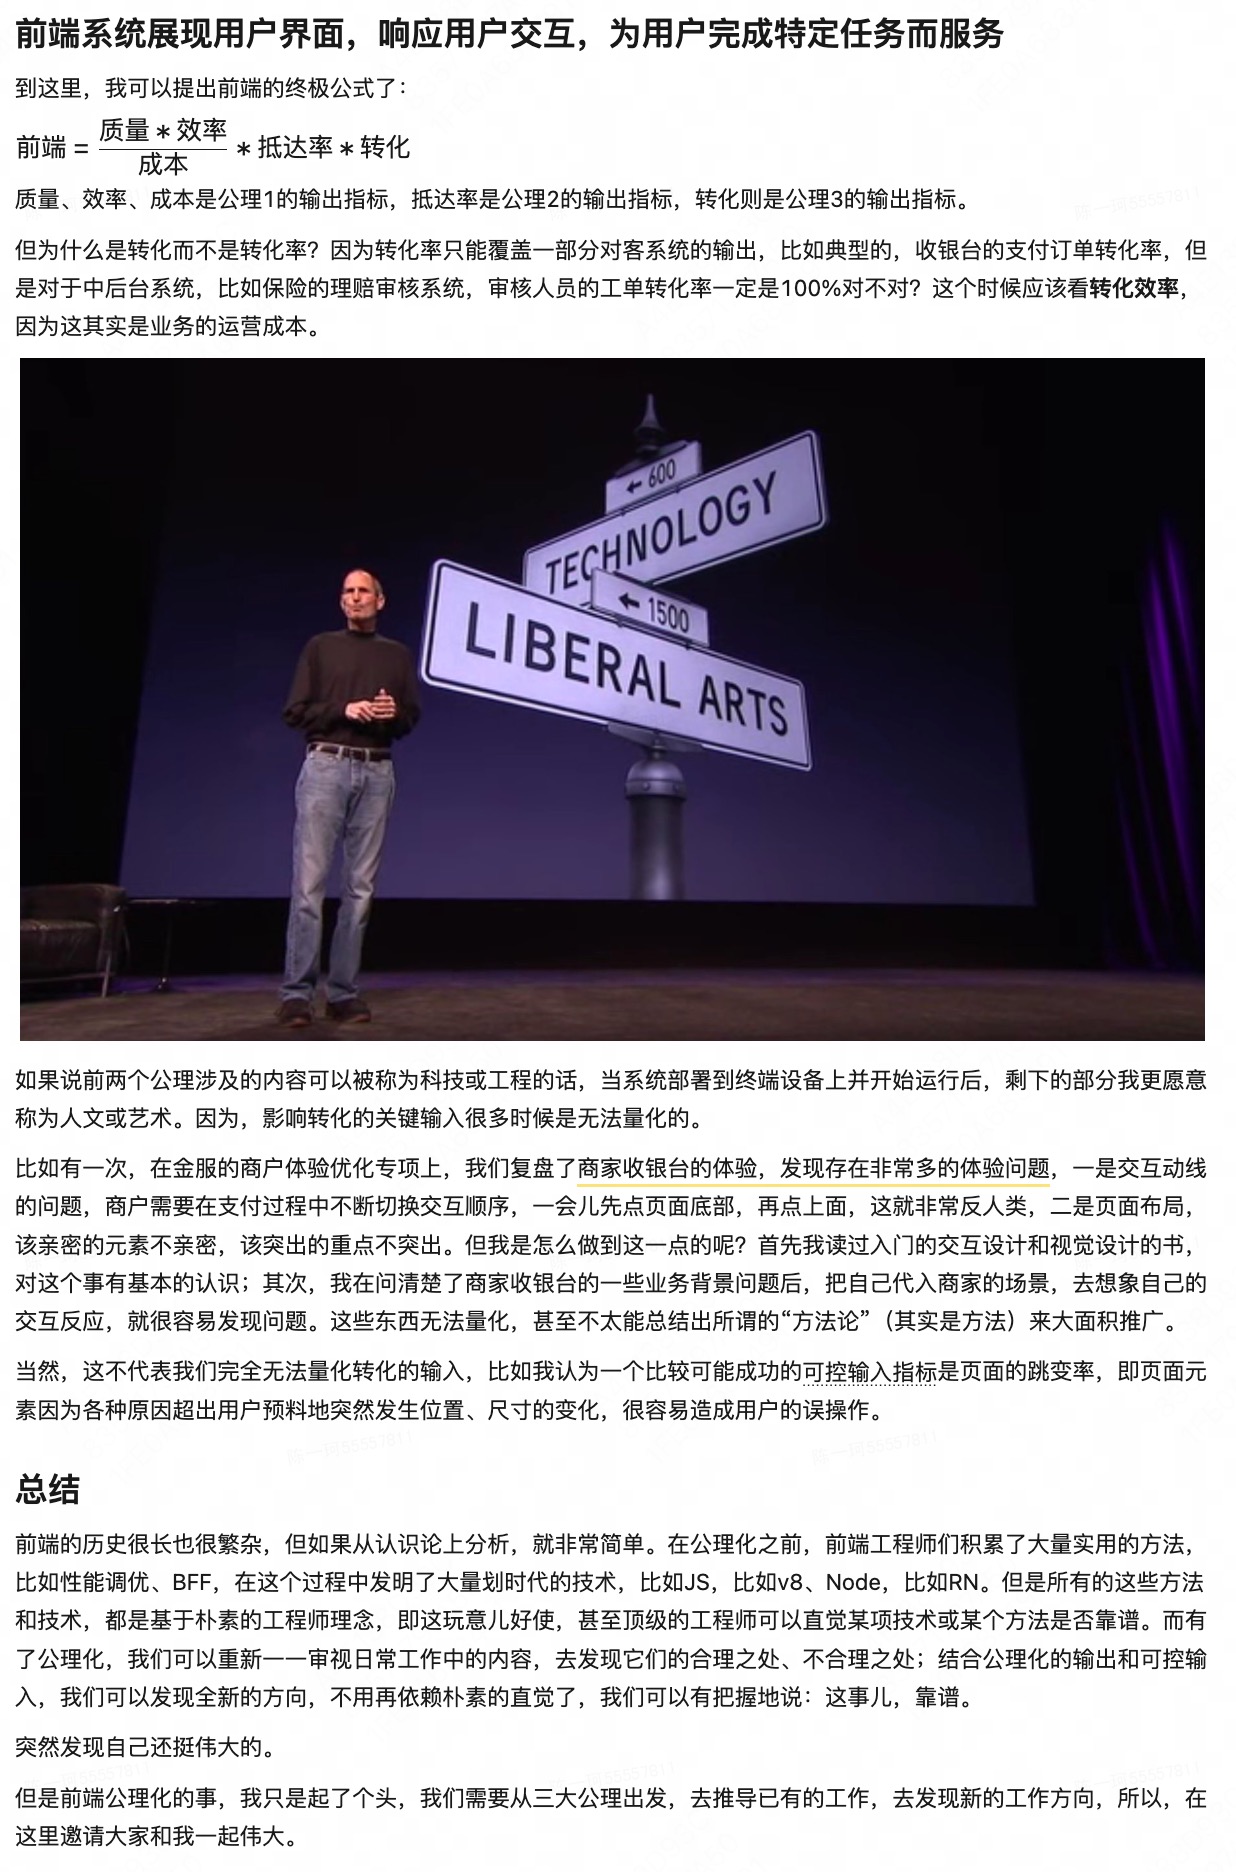 前端系统展现用户界面，响应用户交互，为用户完成特定任务而服务
到这里，我可以提出前端的终极公式了：
前端 = 质量 * 效率 / 成本 * 抵达率 * 转化
质量、效率、成本是公理1的输出指标，抵达率是公理2的输出指标，转化则是公理3的输出指标。
但为什么是转化而不是转化率？因为转化率只能覆盖一部分对客系统的输出，比如典型的，收银台的支付订单转化率，但
是对于中后台系统，比如保险的理赔审核系统，审核人员的工单转化率一定是100%对不对？这个时候应该看转化效率，
因为这其实是业务的运营成本。
← 600
TECHNOLOGY
← 1500
LIBERAL ARTS
如果说前两个公理涉及的内容可以被称为科技或工程的话，当系统部署到终端设备上并开始运行后，剩下的部分我更愿意
称为人文或艺术。因为，影响转化的关键输入很多时候是无法量化的。
比如有一次，在金服的商户体验优化专项上，我们复盘了商家收银台的体验，发现存在非常多的体验问题，一是交互动线
的问题，商户需要在支付过程中不断切换交互顺序，一会儿先点页面底部，再点上面，这就非常反人类，二是页面布局，
该亲密的元素不亲密，该突出的重点不突出。但我是怎么做到这一点的呢？首先我读过入门的交互设计和视觉设计的书，
对这个事有基本的认识；其次，我在问清楚了商家收银台的一些业务背景问题后，把自己代入商家的场景，去想象自己的
交互反应，就很容易发现问题。这些东西无法量化，甚至不太能总结出所谓的“方法论”（其实是方法）来大面积推广。
当然，这不代表我们完全无法量化转化的输入，比如我认为一个比较可能成功的可控输入指标是页面的跳变率，即页面元
素因为各种原因超出用户预料地突然发生位置、尺寸的变化，很容易造成用户的误操作。
总结
前端的历史很长也很繁杂，但如果从认识论上分析，就非常简单。在公理化之前，前端工程师们积累了大量实用的方法，
比如性能调优、BFF，在这个过程中发明了大量划时代的技术，比如JS，比如v8、Node，比如RN。但是所有的这些方法
和技术，都是基于朴素的工程师理念，即这玩意儿好使，甚至顶级的工程师可以直觉某项技术或某个方法是否靠谱。而有
了公理化，我们可以重新一一审视日常工作中的内容，去发现它们的合理之处、不合理之处；结合公理化的输出和可控输
入，我们可以发现全新的方向，不用再依赖朴素的直觉了，我们可以有把握地说：这事儿，靠谱。
突然发现自己还挺伟大的。
但是前端公理化的事，我只是起了个头，我们需要从三大公理出发，去推导已有的工作，去发现新的工作方向，所以，在
这里邀请大家和我一起伟大。